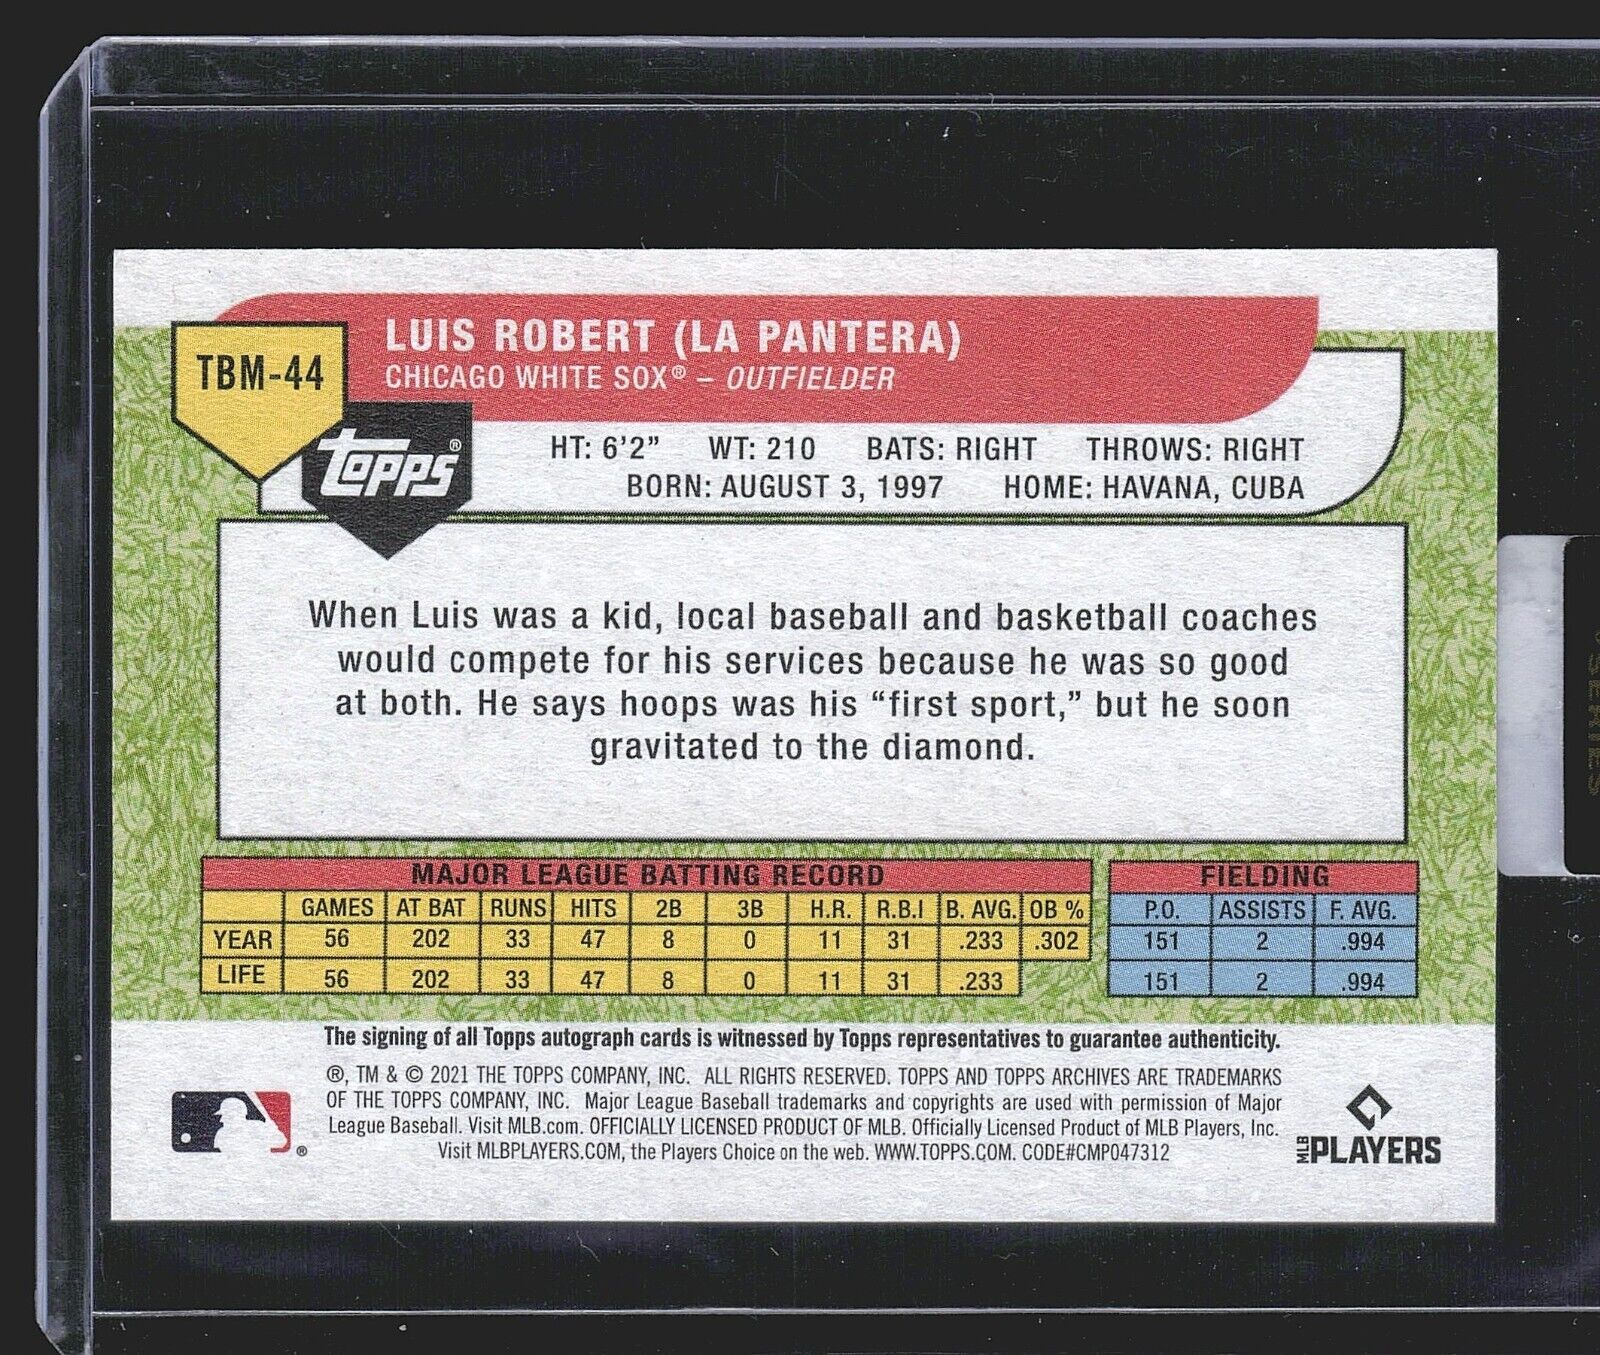 LUIS ROBERT (LA PANTERA)
TBM-44
CHICAGO WHITE SOX® – OUTFIELDER
topps®
HT: 6'2" WT: 210 BATS: RIGHT THROWS: RIGHT
BORN: AUGUST 3, 1997 HOME: HAVANA, CUBA
When Luis was a kid, local baseball and basketball coaches
would compete for his services because he was so good
at both. He says hoops was his “first sport,” but he soon
gravitated to the diamond.
MAJOR LEAGUE BATTING RECORD
GAMES AT BAT RUNS HITS 2B 3B H.R. R.B.I B. AVG. OB %
YEAR 56 202 33 47 8 0 11 31 .233 .302
LIFE 56 202 33 47 8 0 11 31 .233
FIELDING
P.O. ASSISTS F. AVG.
151 2 .994
151 2 .994
The signing of all Topps autograph cards is witnessed by Topps representatives to guarantee authenticity.
®, TM & © 2021 THE TOPPS COMPANY, INC. ALL RIGHTS RESERVED. TOPPS AND TOPPS ARCHIVES ARE TRADEMARKS
OF THE TOPPS COMPANY, INC. Major League Baseball trademarks and copyrights are used with permission of Major
League Baseball. Visit MLB.com. OFFICIALLY LICENSED PRODUCT OF MLB. Officially Licensed Product of MLB Players, Inc.
Visit MLBPLAYERS.COM, the Players Choice on the web. WWW.TOPPS.COM. CODE#CMP047312
®
MLB PLAYERS